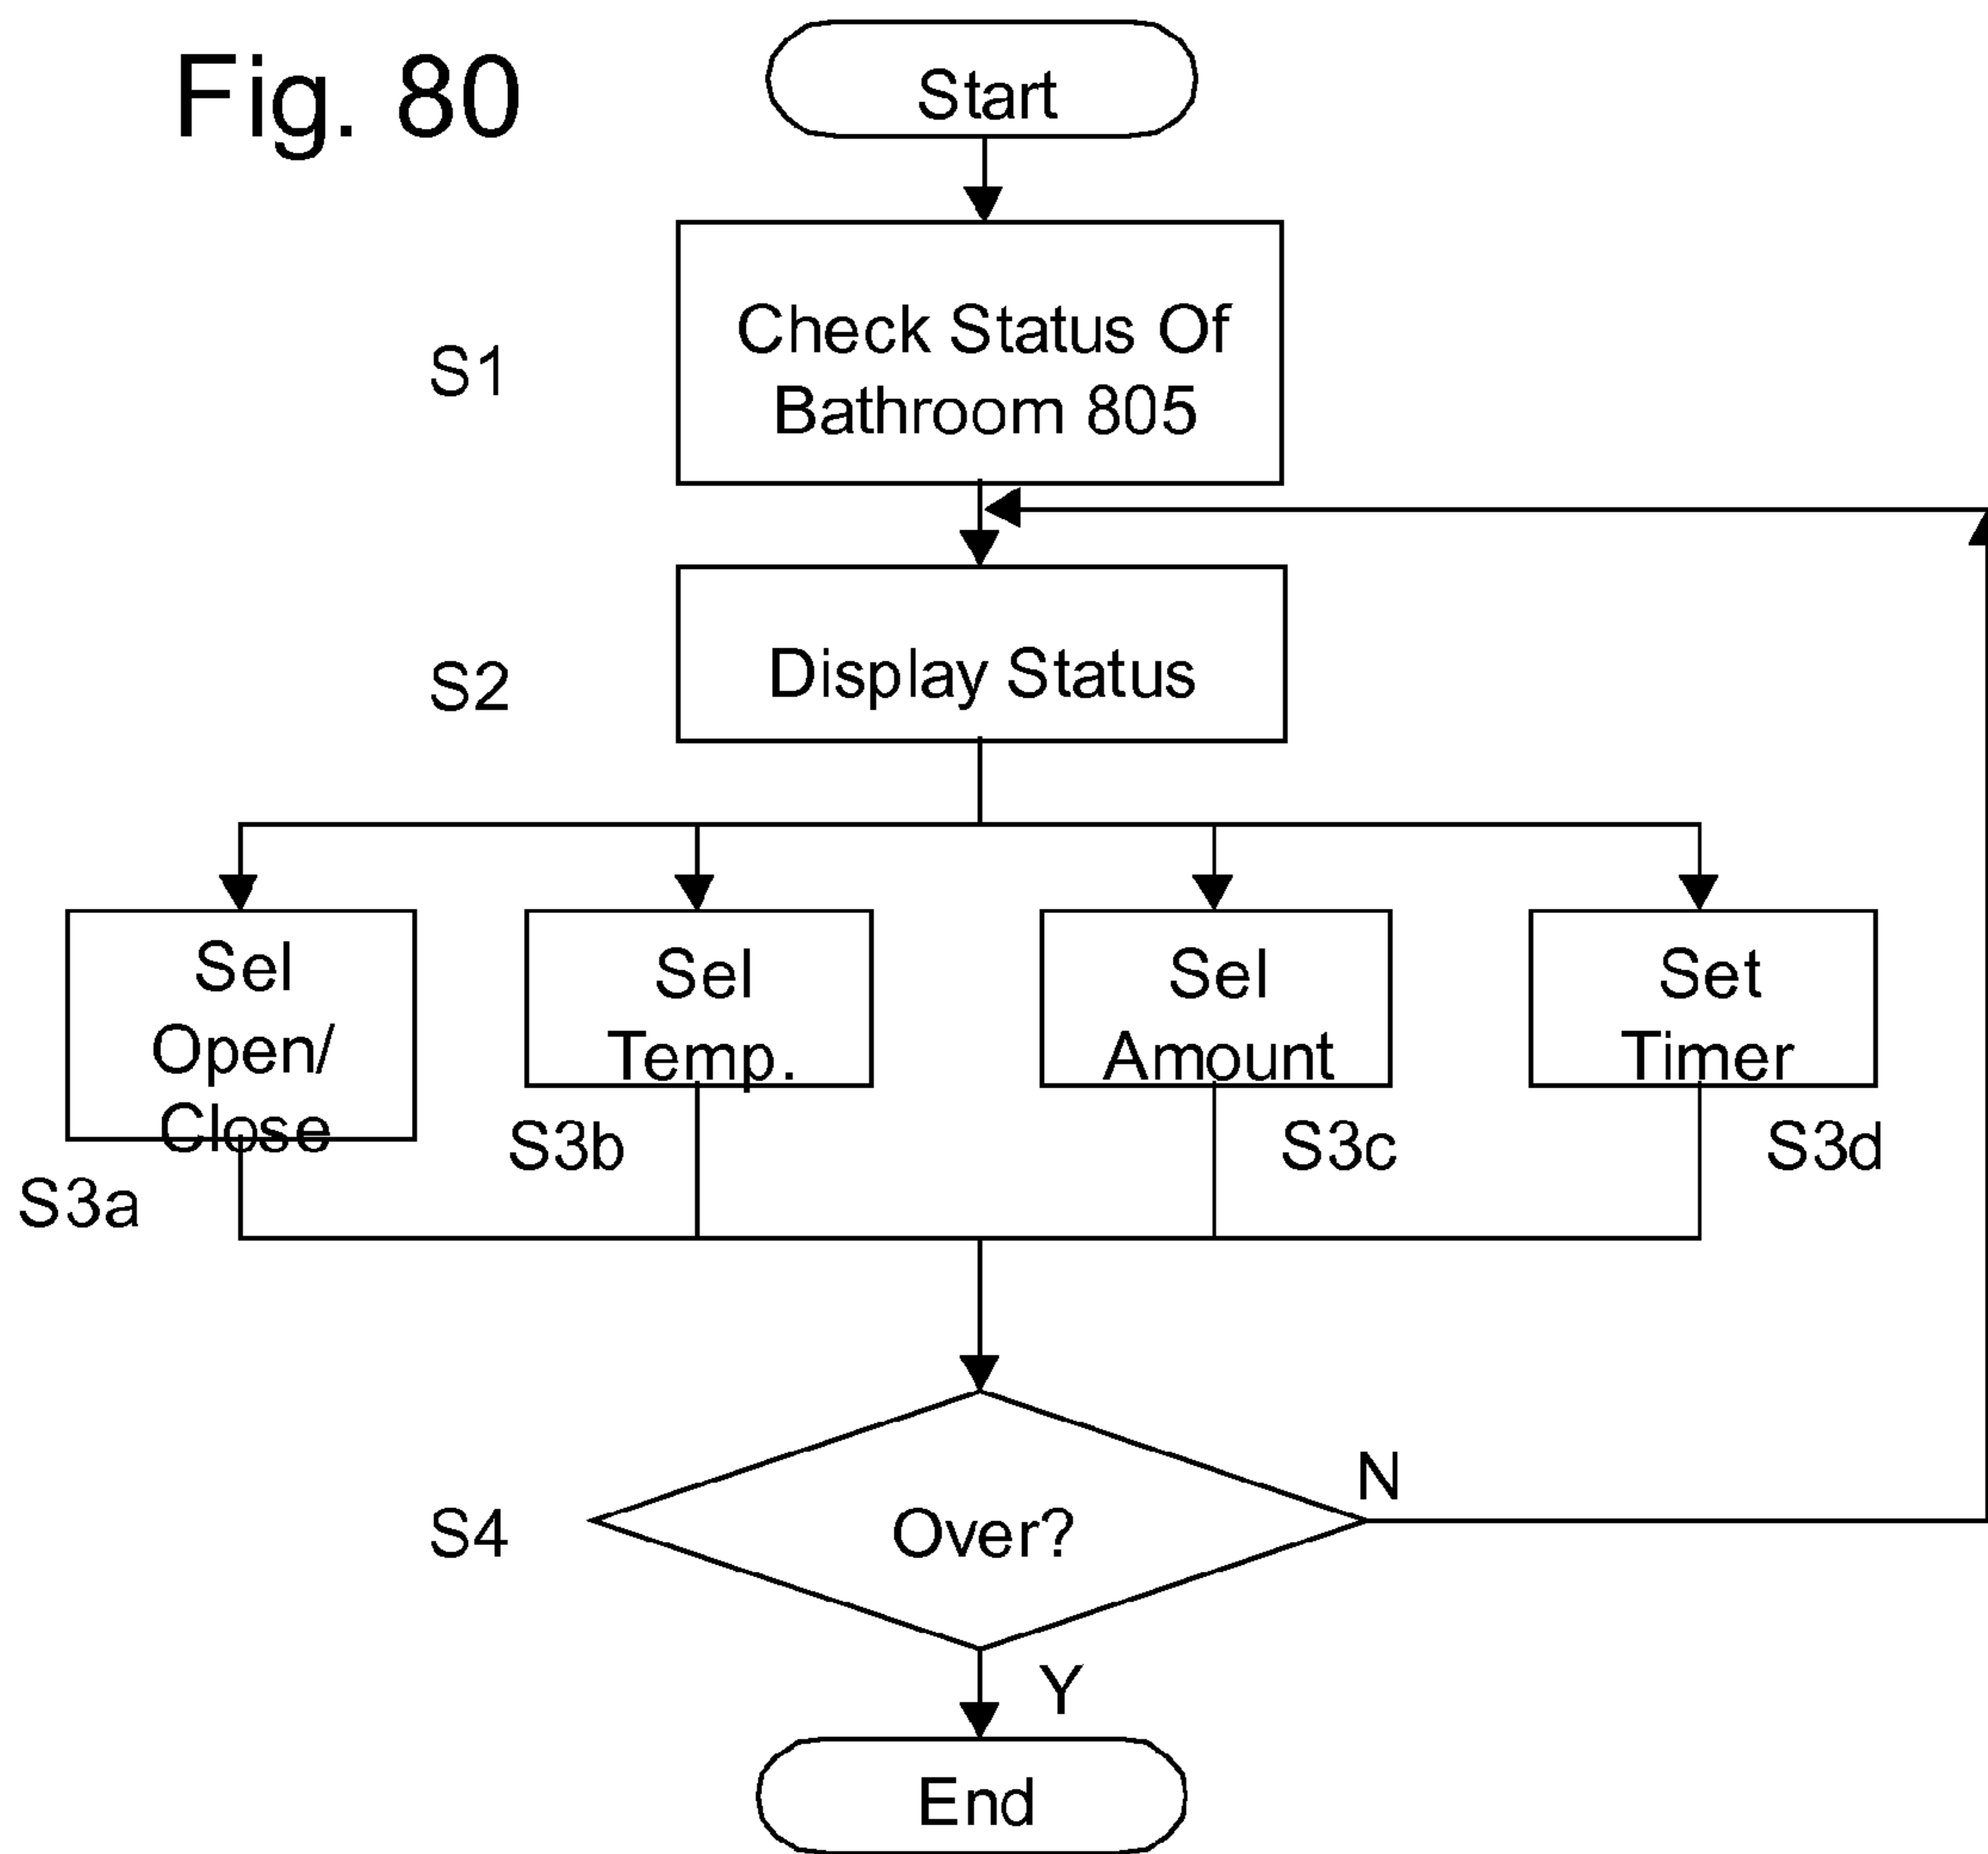 Fig. 80
Start
S1
Check Status Of
Bathroom 805
S2
Display Status
Sel
Open/
Close
S3a
Sel
Temp.
S3b
Sel
Amount
S3c
Set
Timer
S3d
S4
Over?
N
Y
End